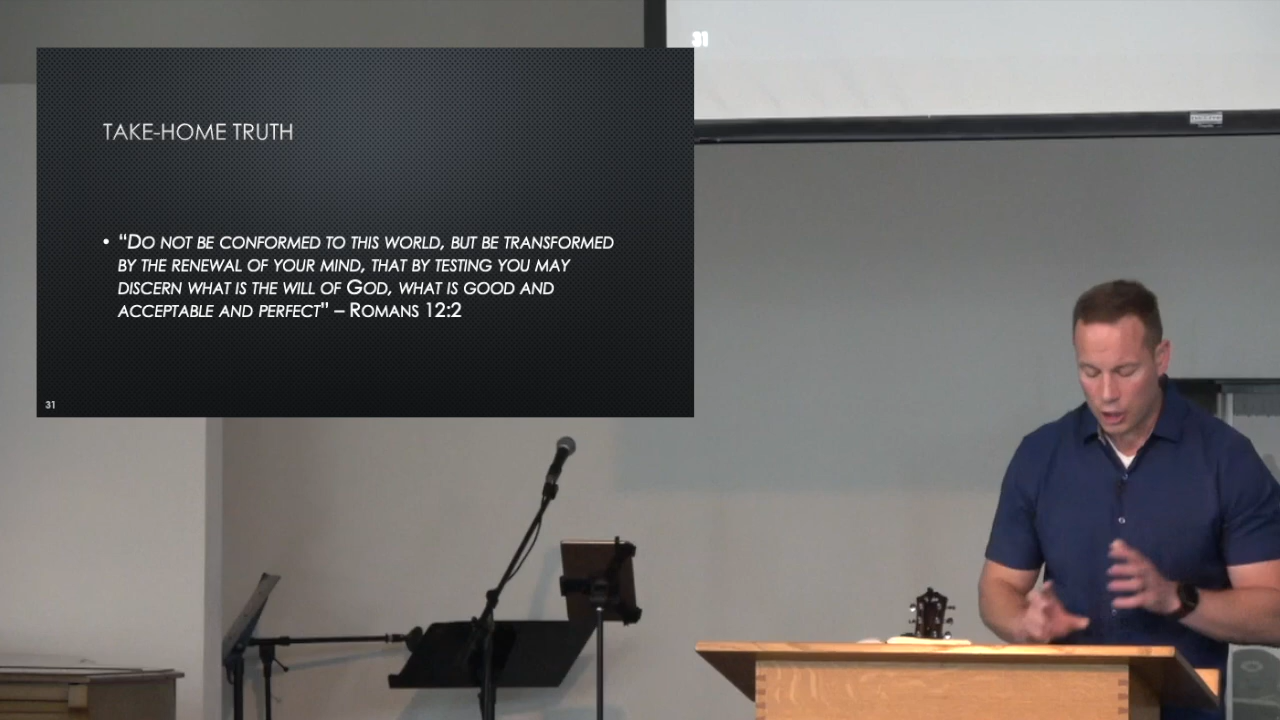 31
TAKE-HOME TRUTH
• “DO NOT BE CONFORMED TO THIS WORLD, BUT BE TRANSFORMED
BY THE RENEWAL OF YOUR MIND, THAT BY TESTING YOU MAY
DISCERN WHAT IS THE WILL OF GOD, WHAT IS GOOD AND
ACCEPTABLE AND PERFECT” – ROMANS 12:2
31